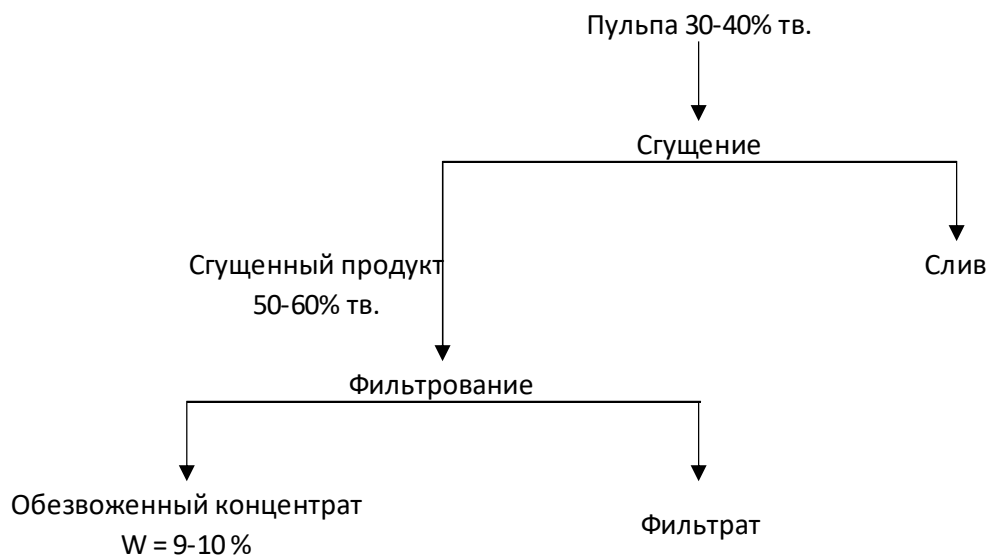 Пульпа 30-40% тв.
Сгущение
Сгущенный продукт
50-60% тв.
Слив
Фильтрование
Обезвоженный концентрат
W = 9-10 %
Фильтрат